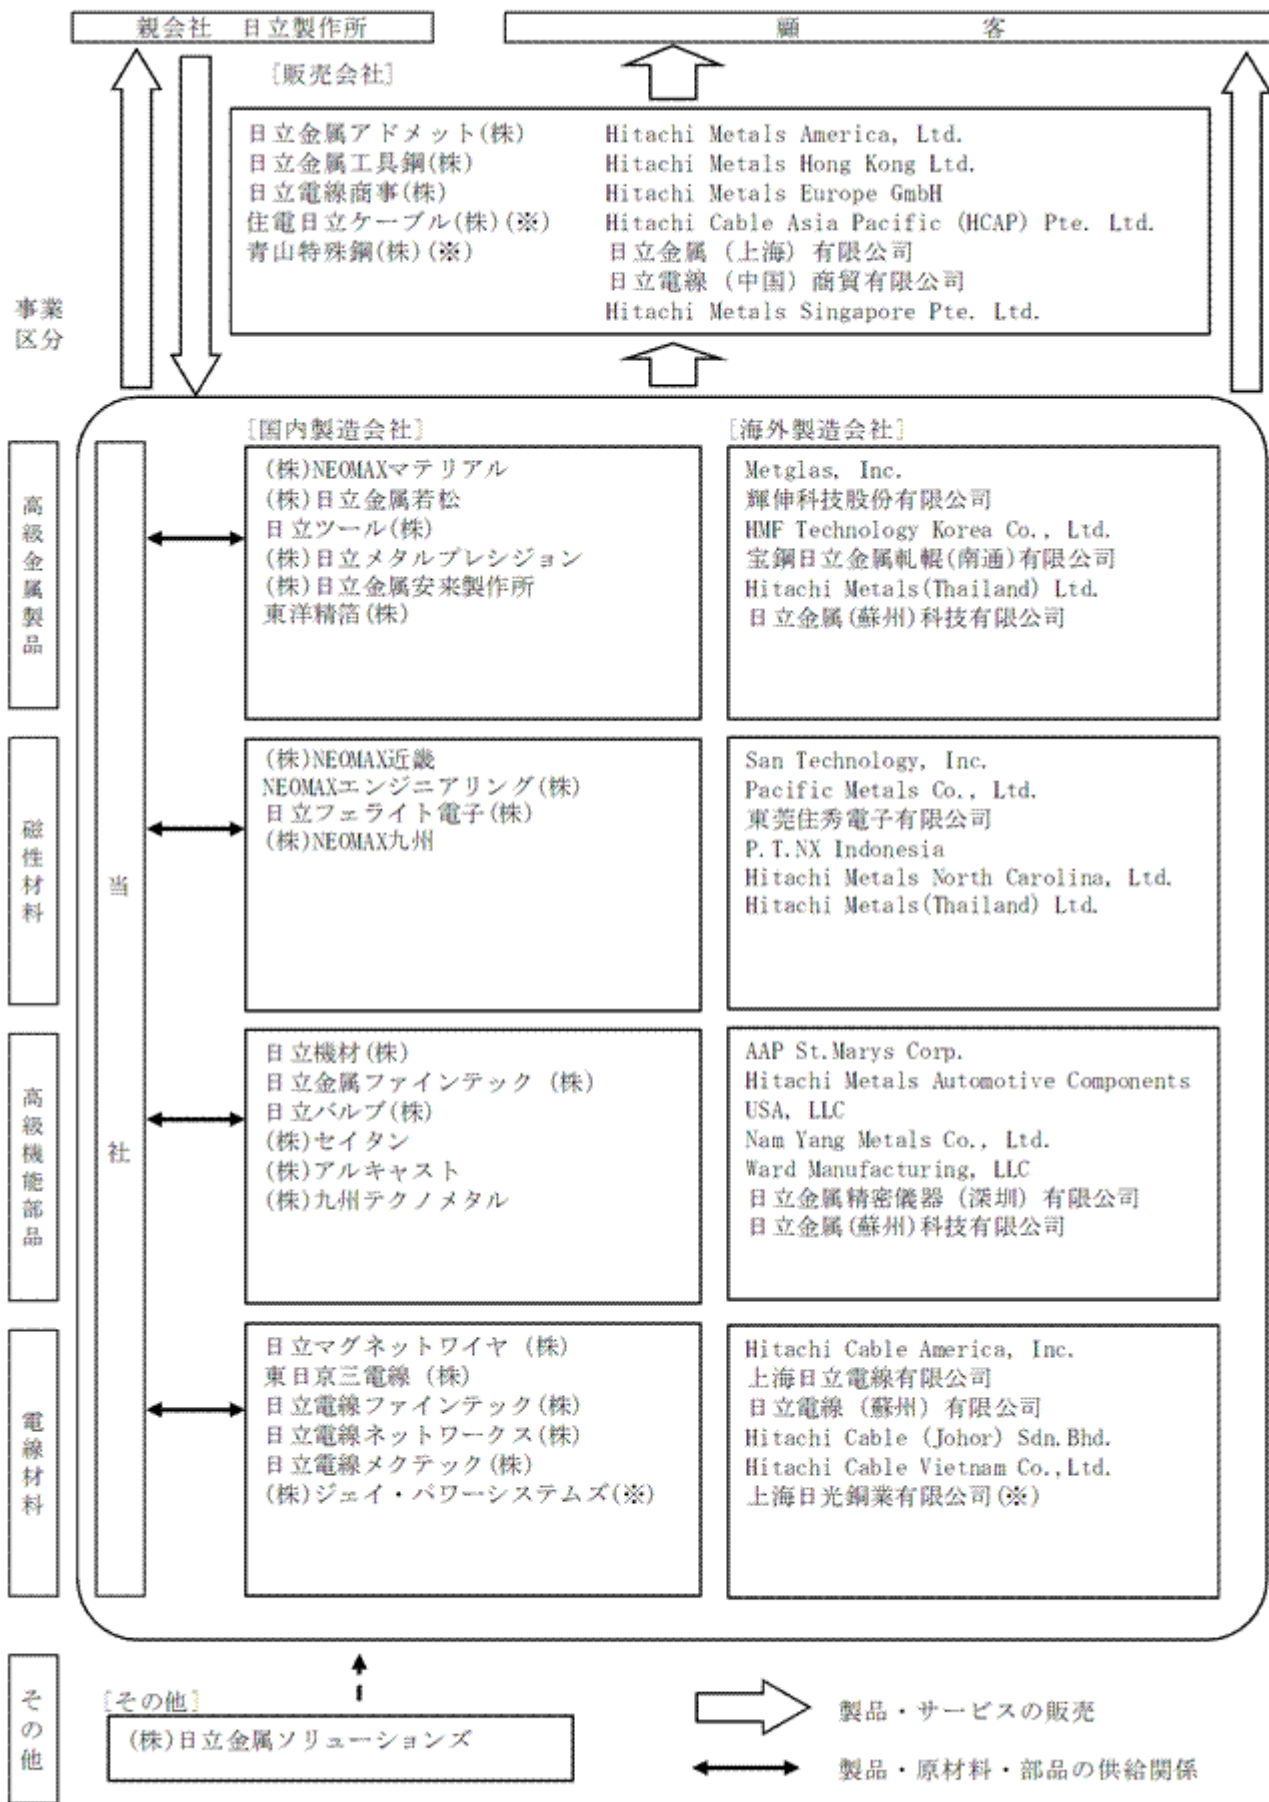 親会社　日立製作所
顧　　　　客
[販売会社]
日立金属アドメット(株)
日立金属工具鋼(株)
日立電線商事(株)
住電日立ケーブル(株)(※)
青山特殊鋼(株)(※)
Hitachi Metals America, Ltd.
Hitachi Metals Hong Kong Ltd.
Hitachi Metals Europe GmbH
Hitachi Cable Asia Pacific (HCAP) Pte. Ltd.
日立金属（上海）有限公司
日立電線（中国）商貿有限公司
Hitachi Metals Singapore Pte. Ltd.
事業
区分
当社
[国内製造会社]
[海外製造会社]
高級金属製品
(株)NEOMAXマテリアル
(株)日立金属若松
日立ツール(株)
(株)日立メタルプレシジョン
(株)日立金属安来製作所
東洋精箔(株)
Metglas, Inc.
輝伸科技股份有限公司
HMF Technology Korea Co., Ltd.
宝鋼日立金属軋輥(南通)有限公司
Hitachi Metals(Thailand) Ltd.
日立金属(蘇州)科技有限公司
磁性材料
(株)NEOMAX近畿
NEOMAXエンジニアリング(株)
日立フェライト電子(株)
(株)NEOMAX九州
San Technology, Inc.
Pacific Metals Co., Ltd.
東莞住秀電子有限公司
P.T.NX Indonesia
Hitachi Metals North Carolina, Ltd.
Hitachi Metals(Thailand) Ltd.
高級機能部品
日立機材(株)
日立金属ファインテック（株）
日立バルブ(株)
(株)セイタン
(株)アルキャスト
(株)九州テクノメタル
AAP St.Marys Corp.
Hitachi Metals Automotive Components
USA, LLC
Nam Yang Metals Co., Ltd.
Ward Manufacturing, LLC
日立金属精密儀器（深圳）有限公司
日立金属(蘇州)科技有限公司
電線材料
日立マグネットワイヤ（株）
東日京三電線（株）
日立電線ファインテック(株)
日立電線ネットワークス(株)
日立電線メクテック(株)
(株)ジェイ・パワーシステムズ(※)
Hitachi Cable America, Inc.
上海日立電線有限公司
日立電線（蘇州）有限公司
Hitachi Cable (Johor) Sdn.Bhd.
Hitachi Cable Vietnam Co.,Ltd.
上海日光銅業有限公司(※)
その他
[その他]
(株)日立金属ソリューションズ
製品・サービスの販売
製品・原材料・部品の供給関係